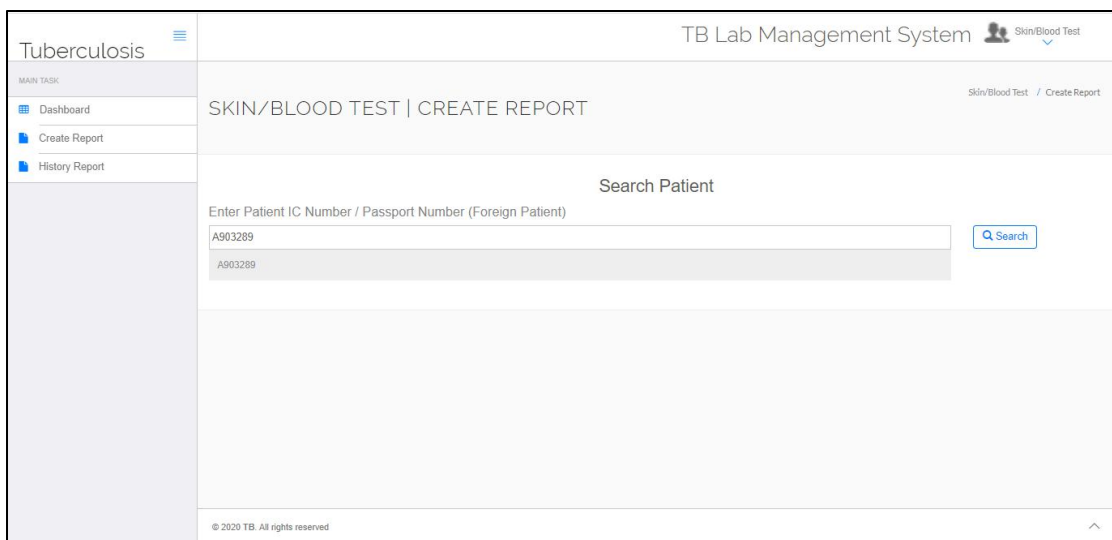 Tuberculosis
TB Lab Management System
Skin/Blood Test
MAIN TASK
Dashboard
Create Report
History Report
SKIN/BLOOD TEST | CREATE REPORT
Skin/Blood Test / Create Report
Search Patient
Enter Patient IC Number / Passport Number (Foreign Patient)
A903289
Search
A903289
© 2020 TB. All rights reserved